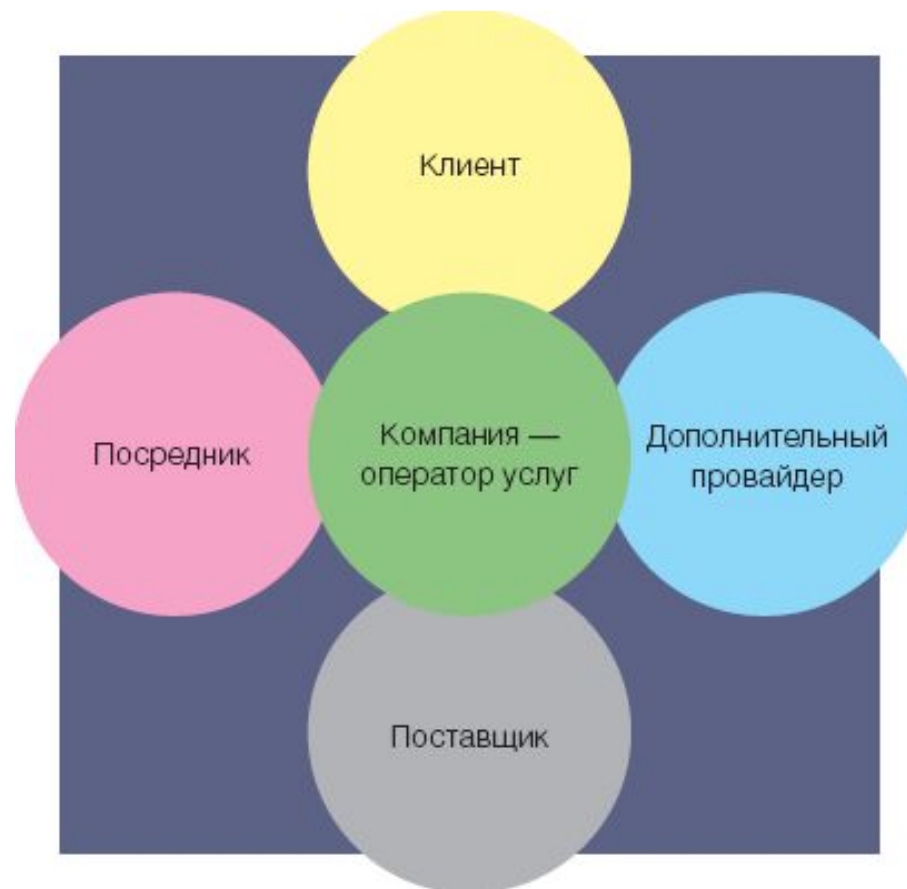 Клиент
Посредник
Компания —
оператор услуг
Дополнительный
провайдер
Поставщик